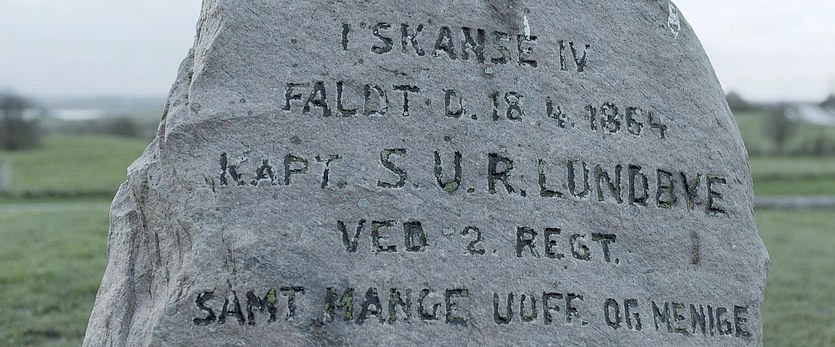 I SKANSE IV
FALDT D. 18.4.1864
KAPT. S.U.R. LUNDBYE
VED 2. REGT.
SAMT MANGE UOFF. OG MENIGE